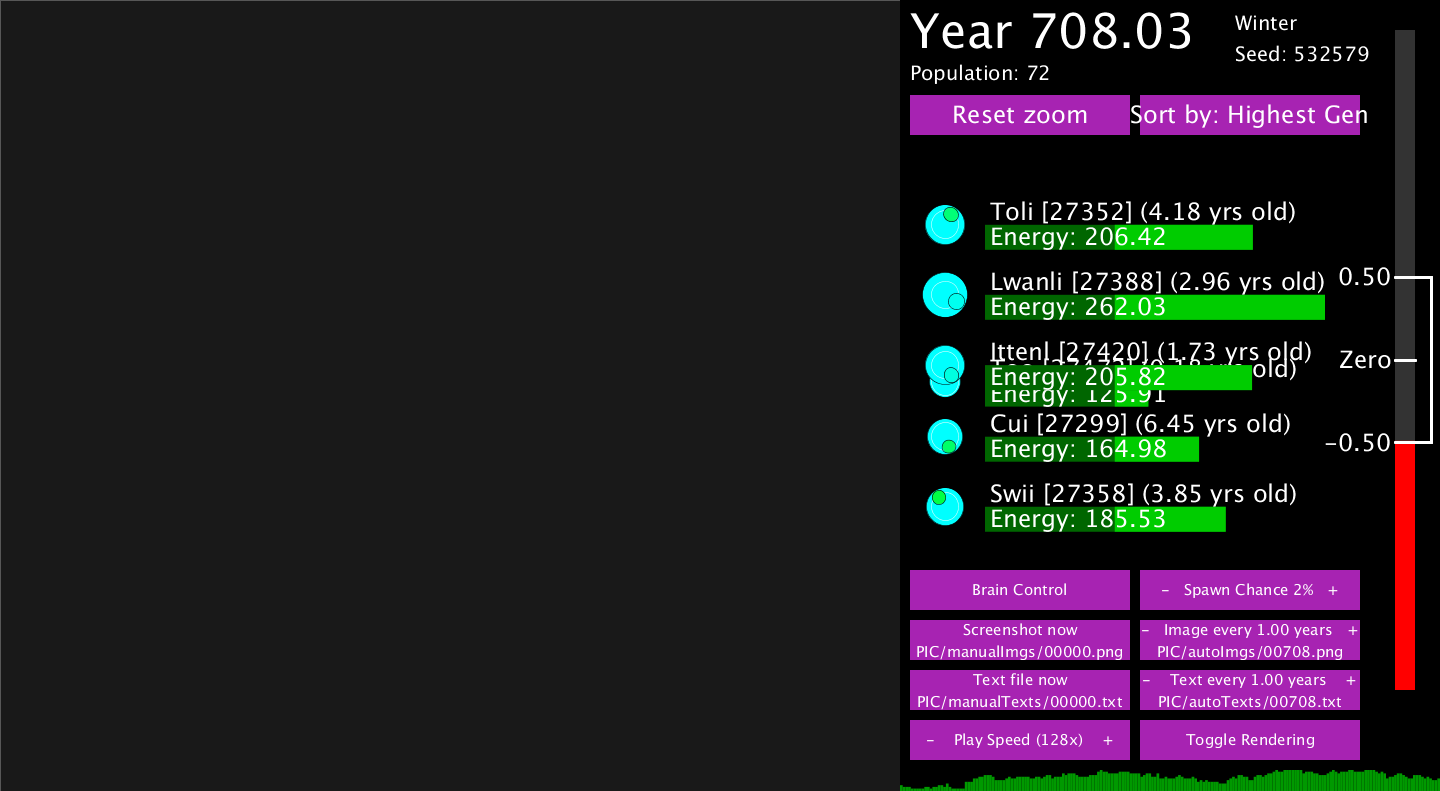 Year 708.03
Winter
Seed: 532579
Population: 72
Reset zoom
Sort by: Highest Gen
Toli [27352] (4.18 yrs old)
Energy: 206.42
Lwanli [27388] (2.96 yrs old)
Energy: 262.03
0.50
Ittenl [27420] (1.73 yrs old)
Energy: 205.82
yrs old)
Energy: 125.91
Zero
Cui [27299] (6.45 yrs old)
Energy: 164.98
-0.50
Swii [27358] (3.85 yrs old)
Energy: 185.53
Brain Control
- Spawn Chance 2% +
Screenshot now
PIC/manualImgs/00000.png
- Image every 1.00 years +
PIC/autoImgs/00708.png
Text file now
PIC/manualTexts/00000.txt
- Text every 1.00 years +
PIC/autoTexts/00708.txt
- Play Speed (128x) +
Toggle Rendering